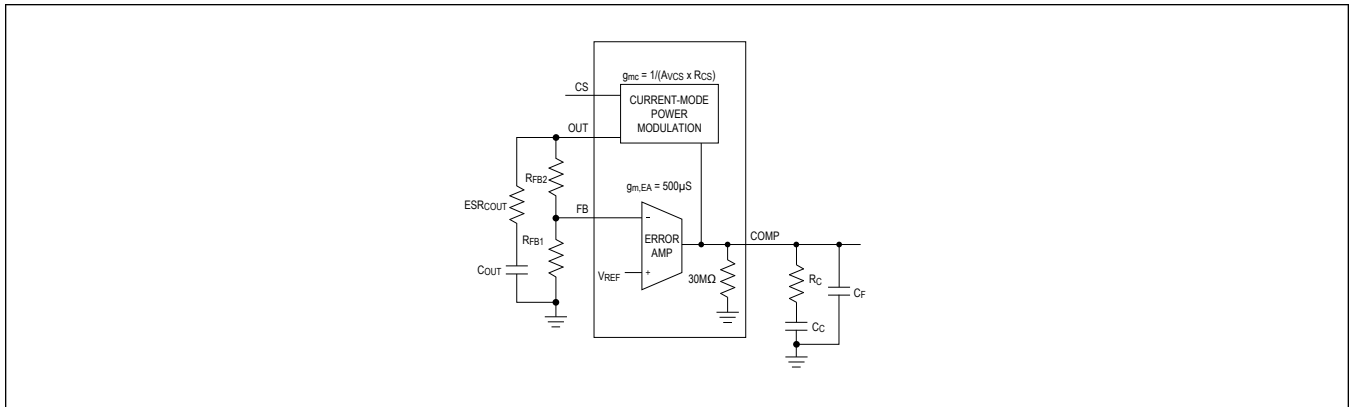 gmc = 1/(AVCS x RCS)
CS
CURRENT-MODE
POWER
MODULATION
OUT
RFB2
gm,EA = 500µS
ESRCOUT
FB
RFB1
ERROR
AMP
COMP
COUT
VREF
30MΩ
RC
CF
CC